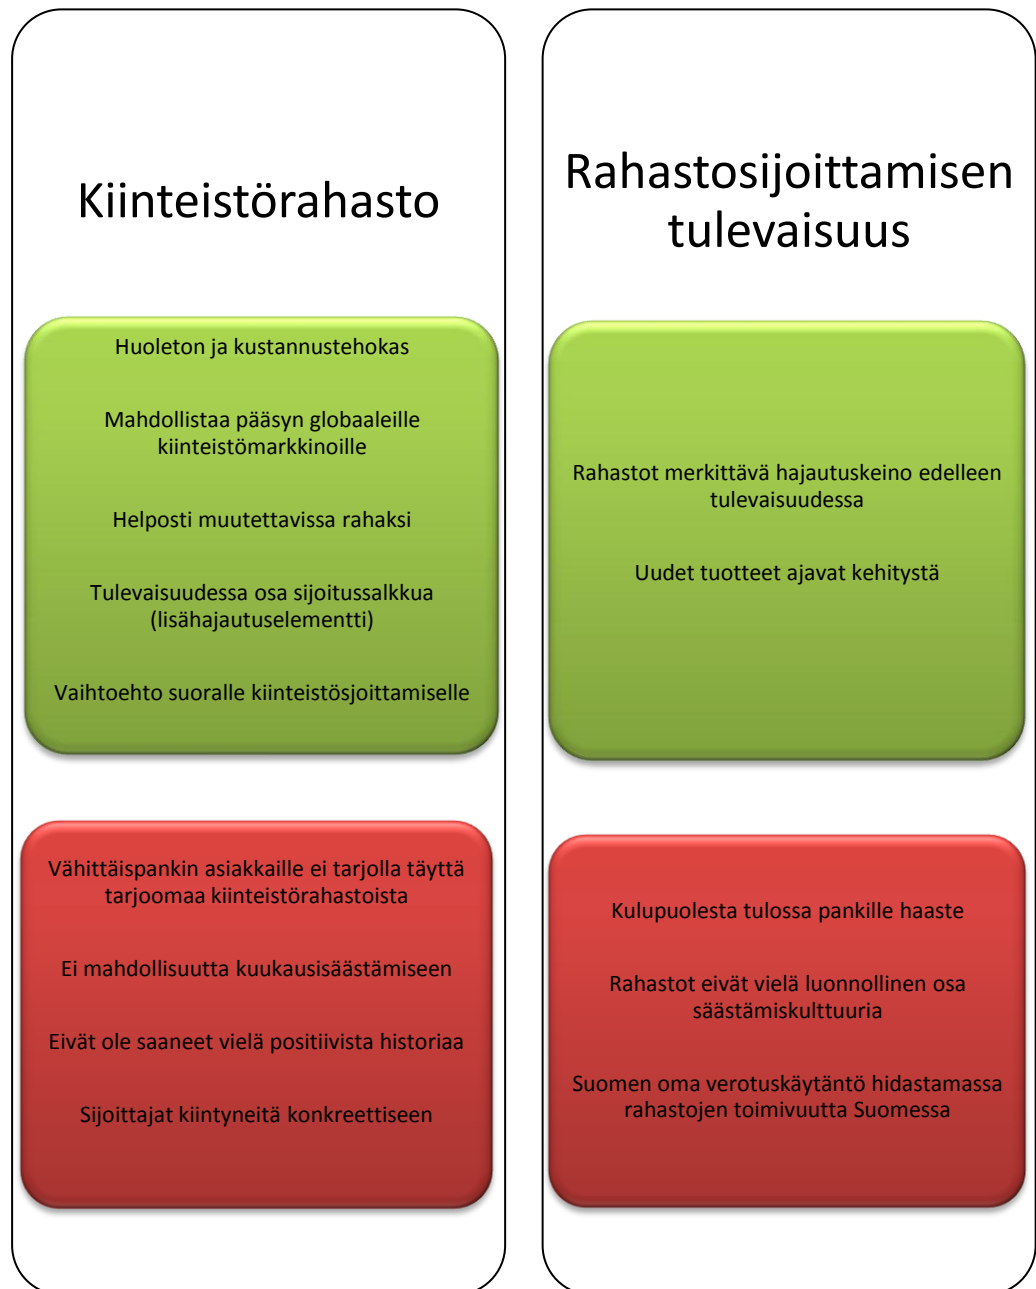 Kiinteistörahasto
Huoleton ja kustannustehokas
Mahdollistaa pääsyn globaaleille
kiinteistömarkkinoille
Helposti muutettavissa rahaksi
Tulevaisuudessa osa sijoitussalkkua
(lisähajautuselementti)
Vaihtoehto suoralle kiinteistösjoittamiselle
Vähittäispankin asiakkaille ei tarjolla täyttä
tarjoomaa kiinteistörahastoista
Ei mahdollisuutta kuukausisäästämiseen
Eivät ole saaneet vielä positiivista historiaa
Sijoittajat kiintyneitä konkreettiseen
Rahastosijoittamisen
tulevaisuus
Rahastot merkittävä hajautuskeino edelleen
tulevaisuudessa
Uudet tuotteet ajavat kehitystä
Kulupuolesta tulossa pankille haaste
Rahastot eivät vielä luonnollinen osa
säästämiskulttuuria
Suomen oma verotuskäytäntö hidastamassa
rahastojen toimivuutta Suomessa